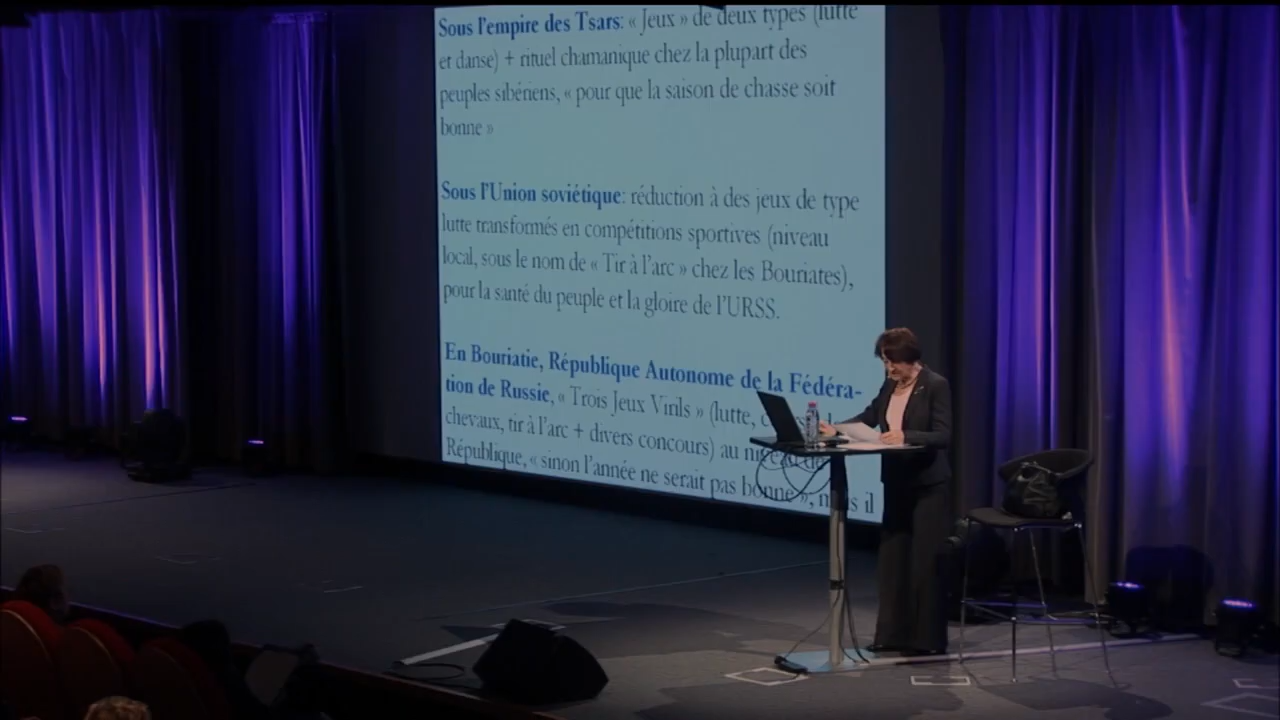 Sous l'empire des Tsars: « Jeux » de deux types (lutte
et danse) + rituel chamanique chez la plupart des
peuples sibériens, « pour que la saison de chasse soit
bonne »
Sous l'Union soviétique: réduction à des jeux de type
lutte transformés en compétitions sportives (niveau
local, sous le nom de « Tir à l'arc » chez les Bouriates),
pour la santé du peuple et la gloire de l'URSS.
En Bouriatie, République Autonome de la Fédéra-
tion de Russie, « Trois Jeux Virils » (lutte,
chevaux, tir à l'arc + divers concours) au niveau de
République, « sinon l'année ne serait pas bonne », mais il